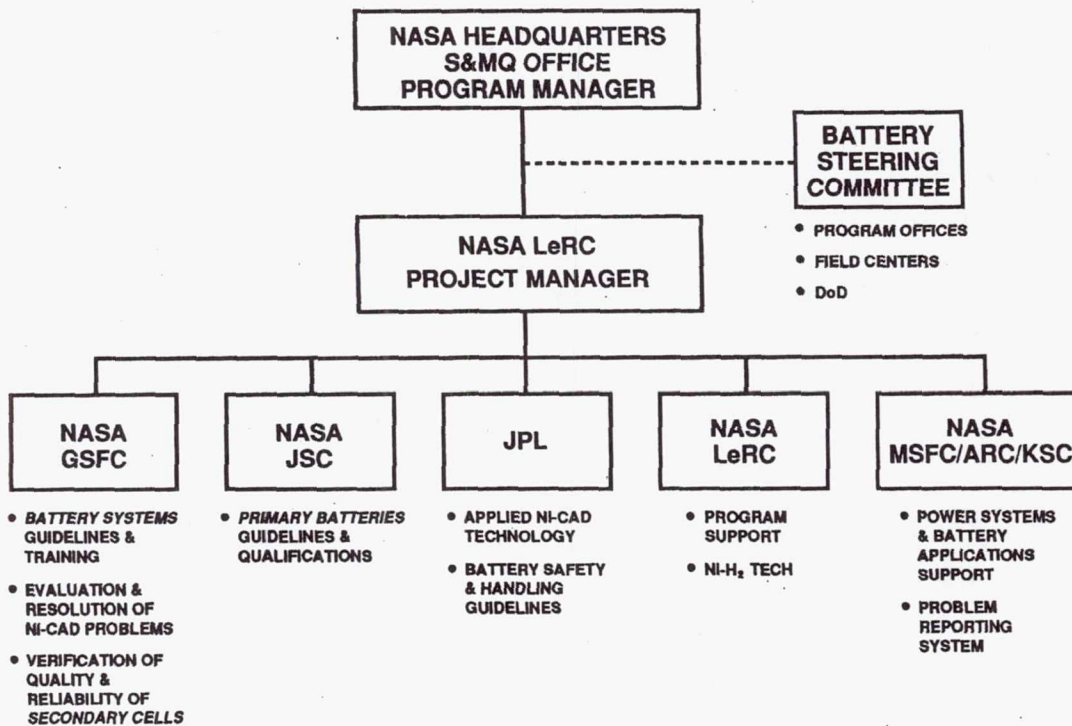 NASA HEADQUARTERS
S&MQ OFFICE
PROGRAM MANAGER
BATTERY
STEERING
COMMITTEE
• PROGRAM OFFICES
• FIELD CENTERS
• DoD
NASA LeRC
PROJECT MANAGER
NASA
GSFC
• BATTERY SYSTEMS
GUIDELINES &
TRAINING
• EVALUATION &
RESOLUTION OF
NI-CAD PROBLEMS
• VERIFICATION OF
QUALITY &
RELIABILITY OF
SECONDARY CELLS
NASA
JSC
• PRIMARY BATTERIES
GUIDELINES &
QUALIFICATIONS
JPL
• APPLIED NI-CAD
TECHNOLOGY
• BATTERY SAFETY
& HANDLING
GUIDELINES
NASA
LeRC
• PROGRAM
SUPPORT
• NI-H₂ TECH
NASA
MSFC/ARC/KSC
• POWER SYSTEMS
& BATTERY
APPLICATIONS
SUPPORT
• PROBLEM
REPORTING
SYSTEM